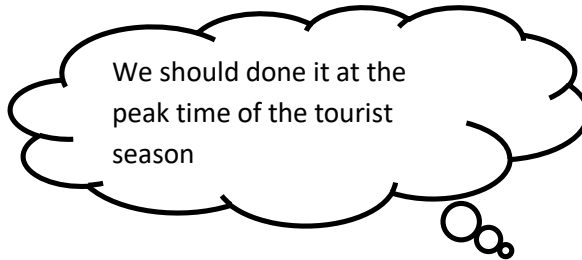 We should done it at the
peak time of the tourist
season